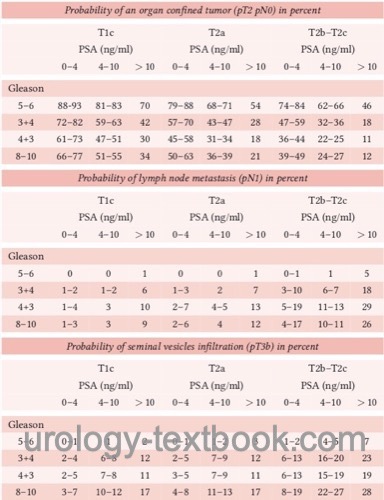 Probability of an organ confined tumor (pT2 pN0) in percent
T1c T2a T2b–T2c
PSA (ng/ml) PSA (ng/ml) PSA (ng/ml)
0–4 4–10 > 10 0–4 4–10 > 10 0–4 4–10 > 10
Gleason
5–6 88-93 81–83 70 79–88 68–71 54 74–84 62–66 46
3+4 72–82 59–63 42 57–70 43–47 28 47–59 32–36 18
4+3 61–73 47–51 30 45–58 31–34 18 36–44 22–25 11
8–10 66–77 51–55 34 50–63 36–39 21 39–49 24–27 12
Probability of lymph node metastasis (pN1) in percent
T1c T2a T2b–T2c
PSA (ng/ml) PSA (ng/ml) PSA (ng/ml)
0–4 4–10 > 10 0–4 4–10 > 10 0–4 4–10 > 10
Gleason
5–6 0 0 1 0 0 1 0–1 1 5
3+4 1–2 1–2 6 1–3 2 7 3–10 6–7 18
4+3 1–4 3 10 2–7 4–5 13 5–19 11–13 29
8–10 1–3 3 9 2–6 4 12 4–17 10–11 26
Probability of seminal vesicles infiltration (pT3b) in percent
T1c T2a T2b–T2c
PSA (ng/ml) PSA (ng/ml) PSA (ng/ml)
0–4 4–10 > 10 0–4 4–10 > 10 0–4 4–10 > 10
Gleason
5–6 0–1 1 2 1–2 7
urology-textbook.com
3+4 2–4 6–8 12 2–5 7–9 12 6–13 16–20 23
4+3 2–5 7–8 11 3–5 7–9 11 6–13 15–19 19
8–10 3–7 10–12 17 4–8 11–13 17 8–19 22–27 28